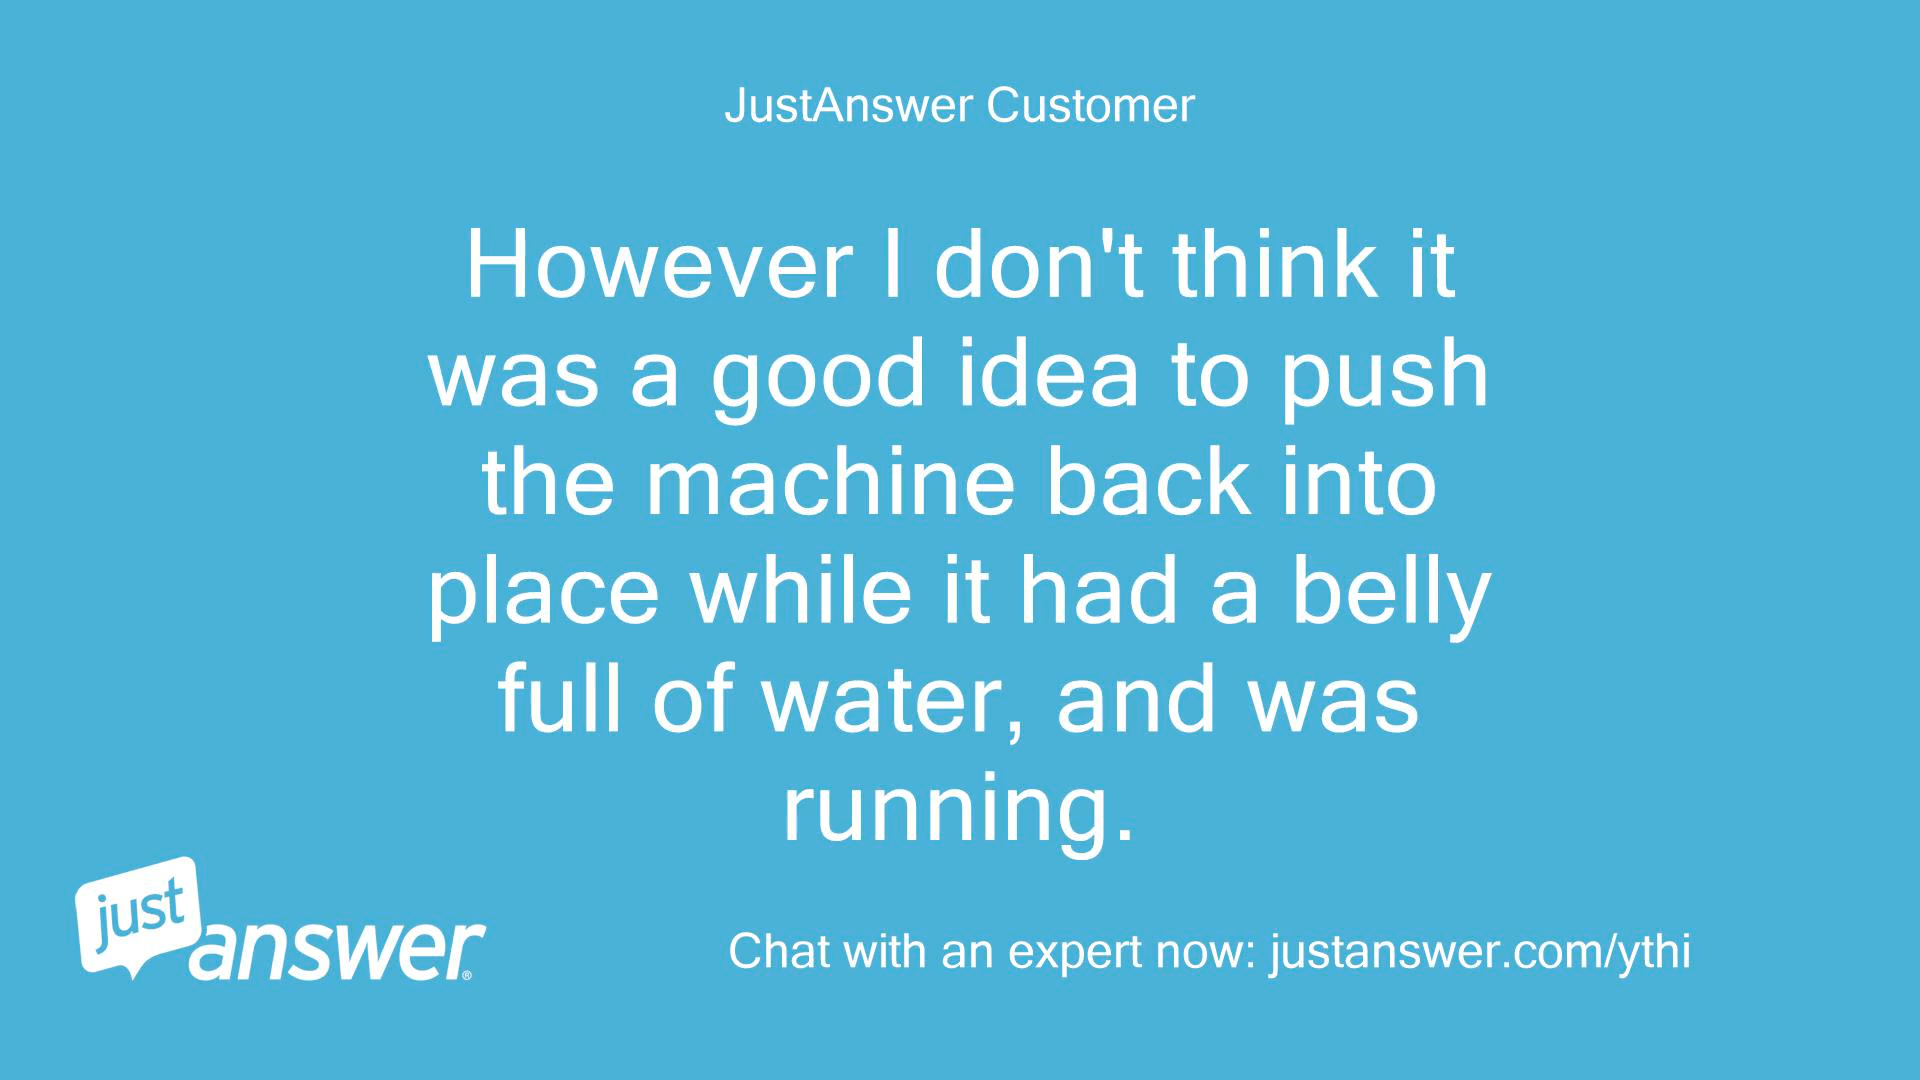 JustAnswer Customer
However I don't think it
was a good idea to push
the machine back into
place while it had a belly
full of water, and was
running.
just
answer®
Chat with an expert now: justanswer.com/ythi